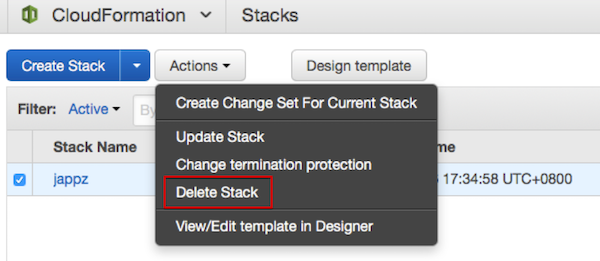 CloudFormation Stacks
Create Stack Actions Design template
Filter: Active By
Create Change Set For Current Stack
Update Stack
Change termination protection
Delete Stack
View/Edit template in Designer
Stack Name
jappz 17:34:58 UTC+0800